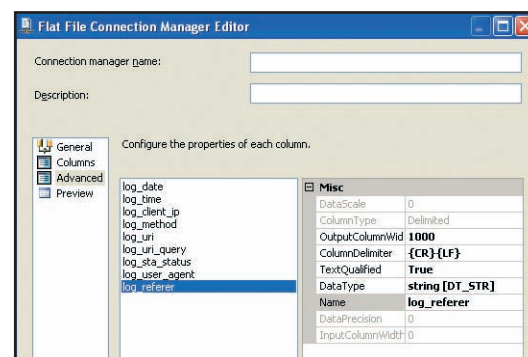 Flat File Connection Manager Editor
Connection manager name:
Description:
General
Columns
Advanced
Preview
Configure the properties of each column.
log_date
log_time
log_client_ip
log_method
log_uri
log_uri_query
log_sta_status
log_user_agent
log_referer
Misc
DataScale 0
ColumnType Delimited
OutputColumnWid 1000
ColumnDelimiter {CR}{LF}
TextQualified True
DataType string [DT_STR]
Name log_referer
DataPrecision 0
InputColumnWidth 0